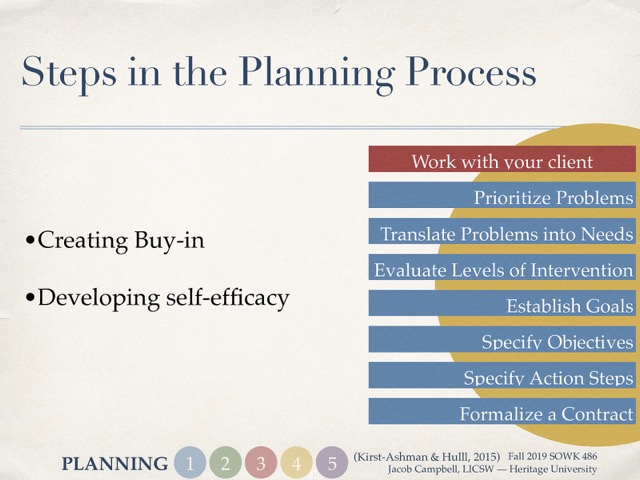 Steps in the Planning Process
•Creating Buy-in
•Developing self-efficacy
Work with your client
Prioritize Problems
Translate Problems into Needs
Evaluate Levels of Intervention
Establish Goals
Specify Objectives
Specify Action Steps
Formalize a Contract
PLANNING 1 2 3 4 5
(Kirst-Ashman & Hulll, 2015) Fall 2019 SOWK 486
Jacob Campbell, LICSW — Heritage University